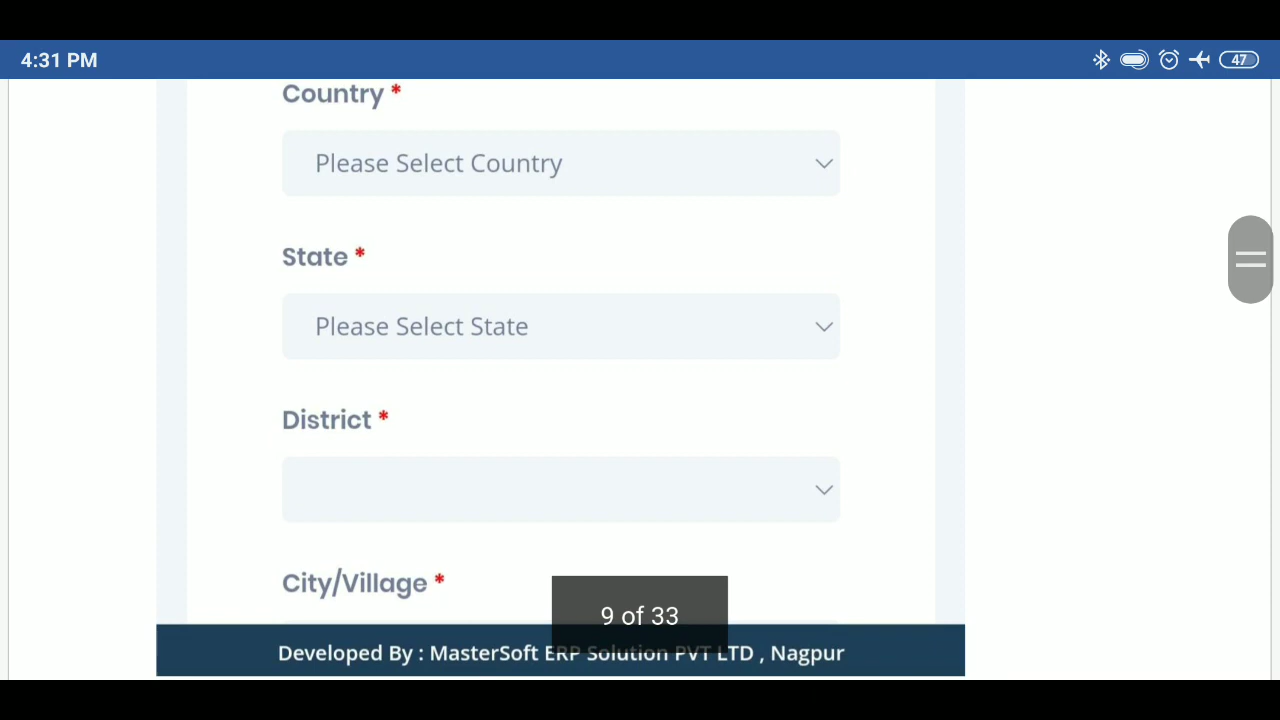 4:31 PM
47
Country *
Please Select Country
State *
Please Select State
District *
City/Village *
9 of 33
Developed By : MasterSoft ERP Solution PVT LTD , Nagpur